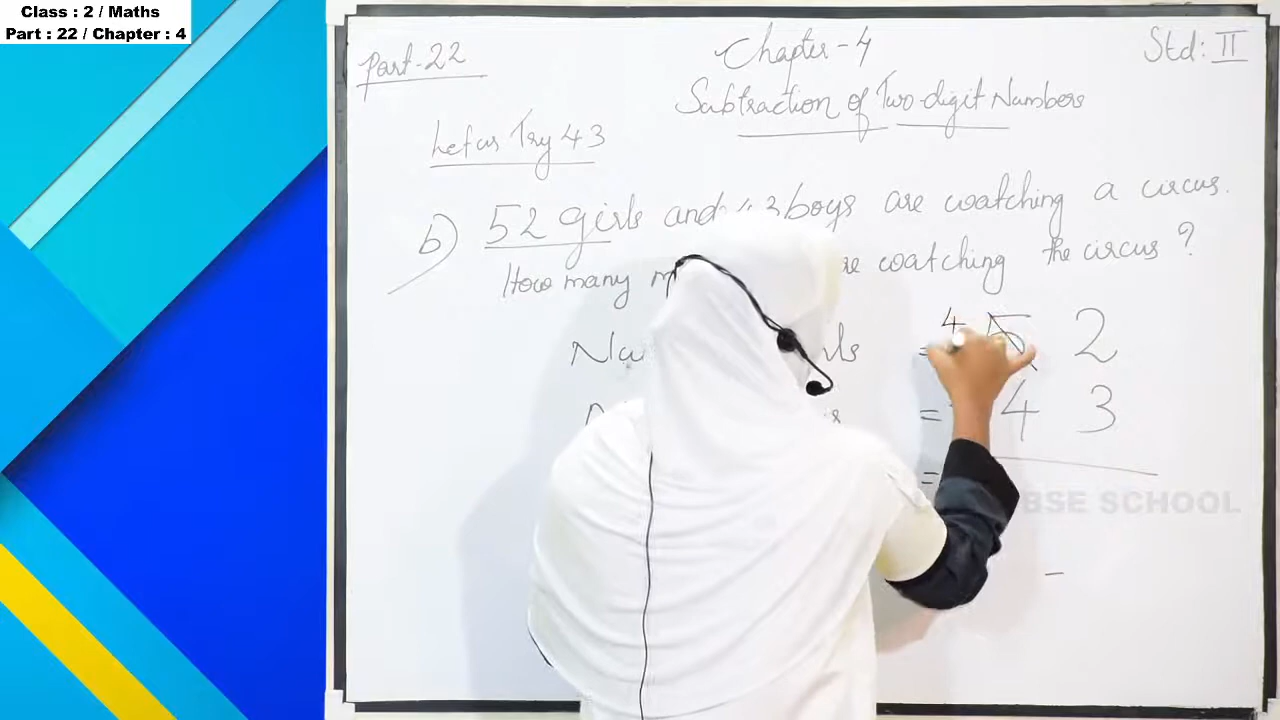 Class : 2 / Maths
Part : 22 / Chapter : 4
Part-22
Chapter-4
Std: II
Subtraction of Two-digit Numbers
Let us Try 43
b) 52 girls and 43 boys are watching a circus.
How many are watching the circus ?
= 4 5 2
= 4 3
=
BSE SCHOOL